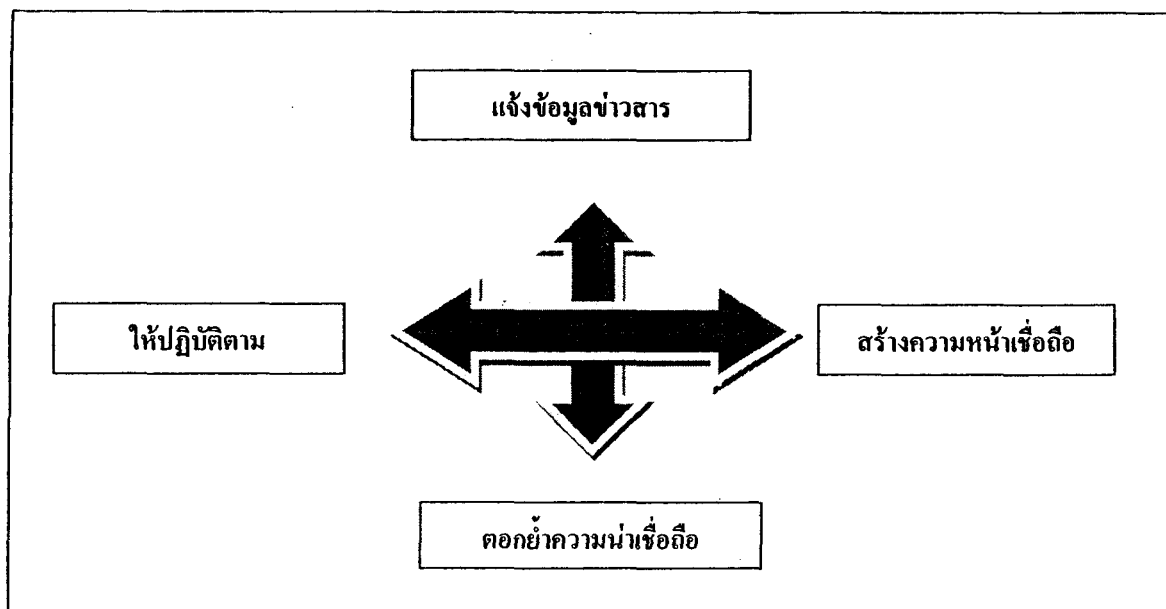 แจ้งข้อมูลข่าวสาร
ให้ปฏิบัติตาม
สร้างความหน้าเชื่อถือ
ตอกย้ำความน่าเชื่อถือ